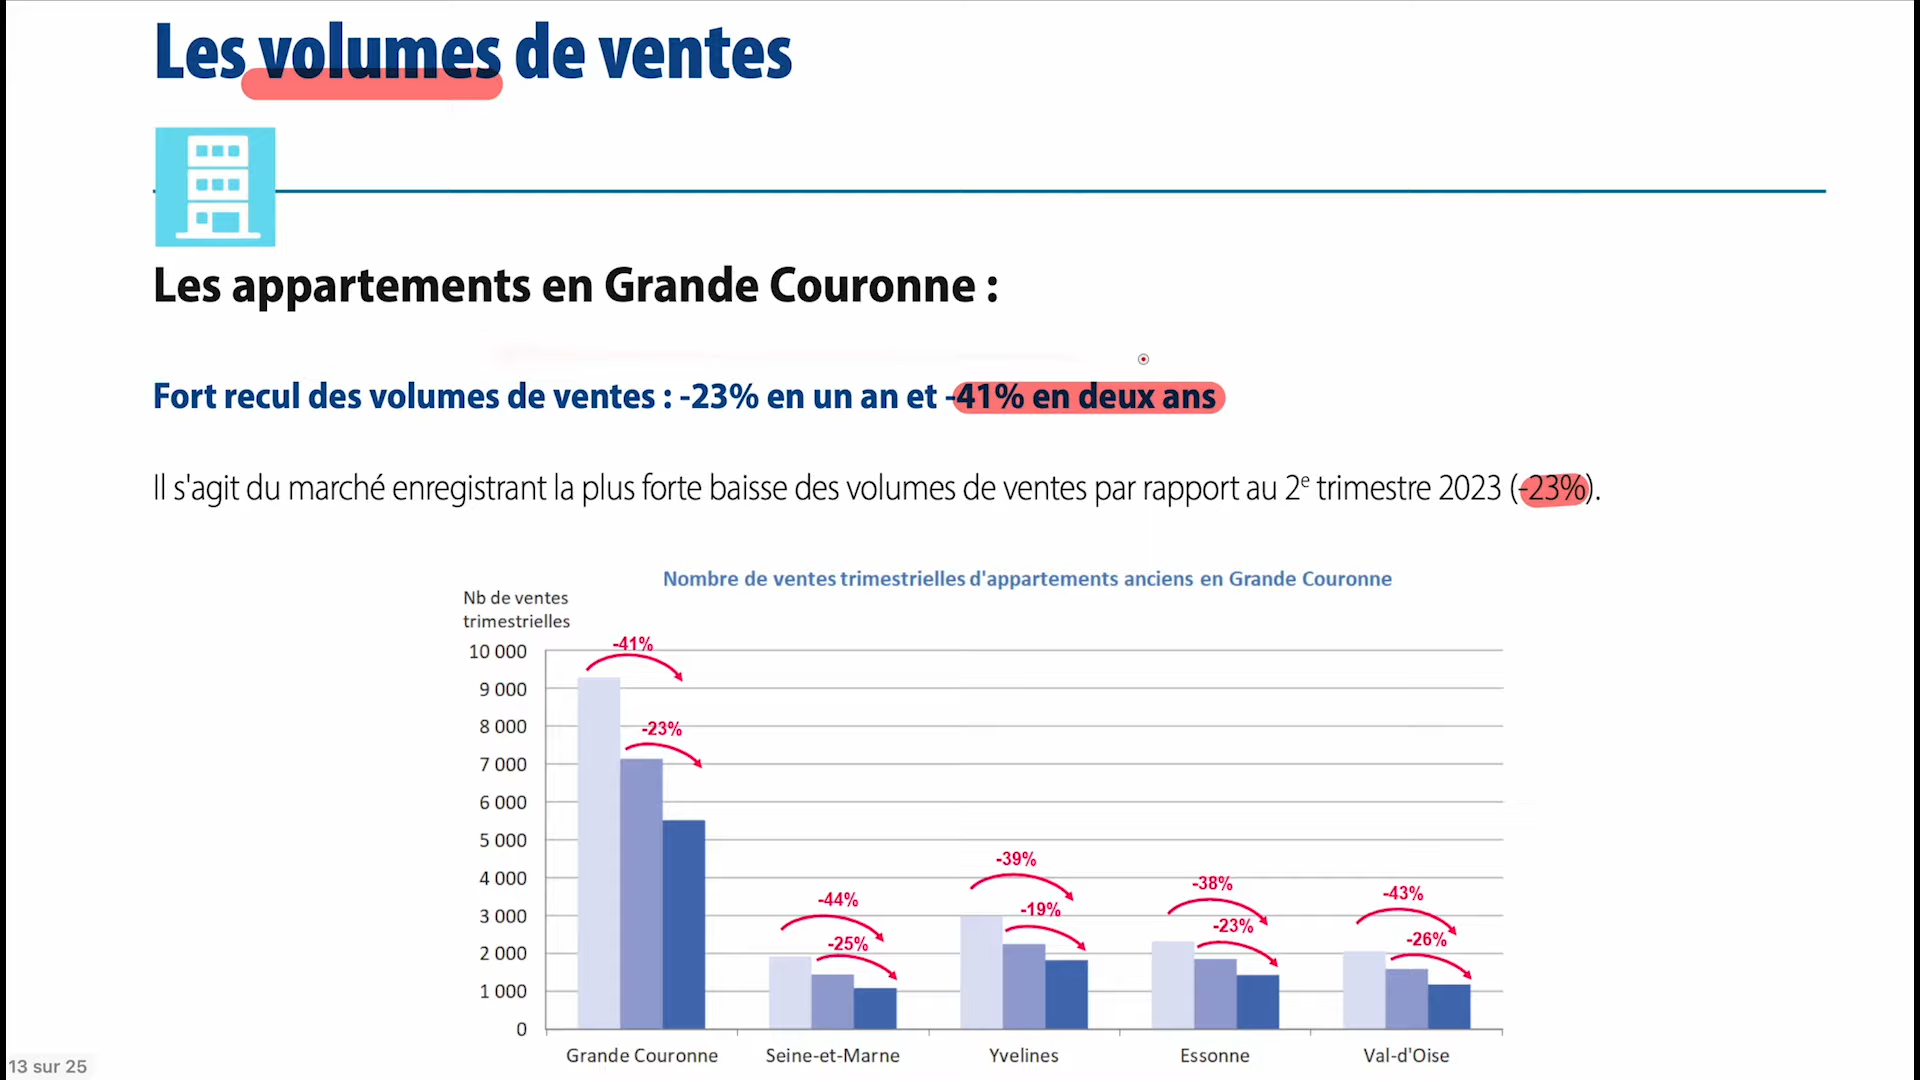 Les volumes de ventes
Les appartements en Grande Couronne :
Fort recul des volumes de ventes : -23% en un an et -41% en deux ans
Il s'agit du marché enregistrant la plus forte baisse des volumes de ventes par rapport au 2e trimestre 2023 (-23%).
Nombre de ventes trimestrielles d'appartements anciens en Grande Couronne
Nb de ventes
trimestrielles
10 000
9 000
8 000
7 000
6 000
5 000
4 000
3 000
2 000
1 000
0
-41%
-23%
-44%
-25%
-39%
-19%
-38%
-23%
-43%
-26%
Grande Couronne
Seine-et-Marne
Yvelines
Essonne
Val-d'Oise
13 sur 25